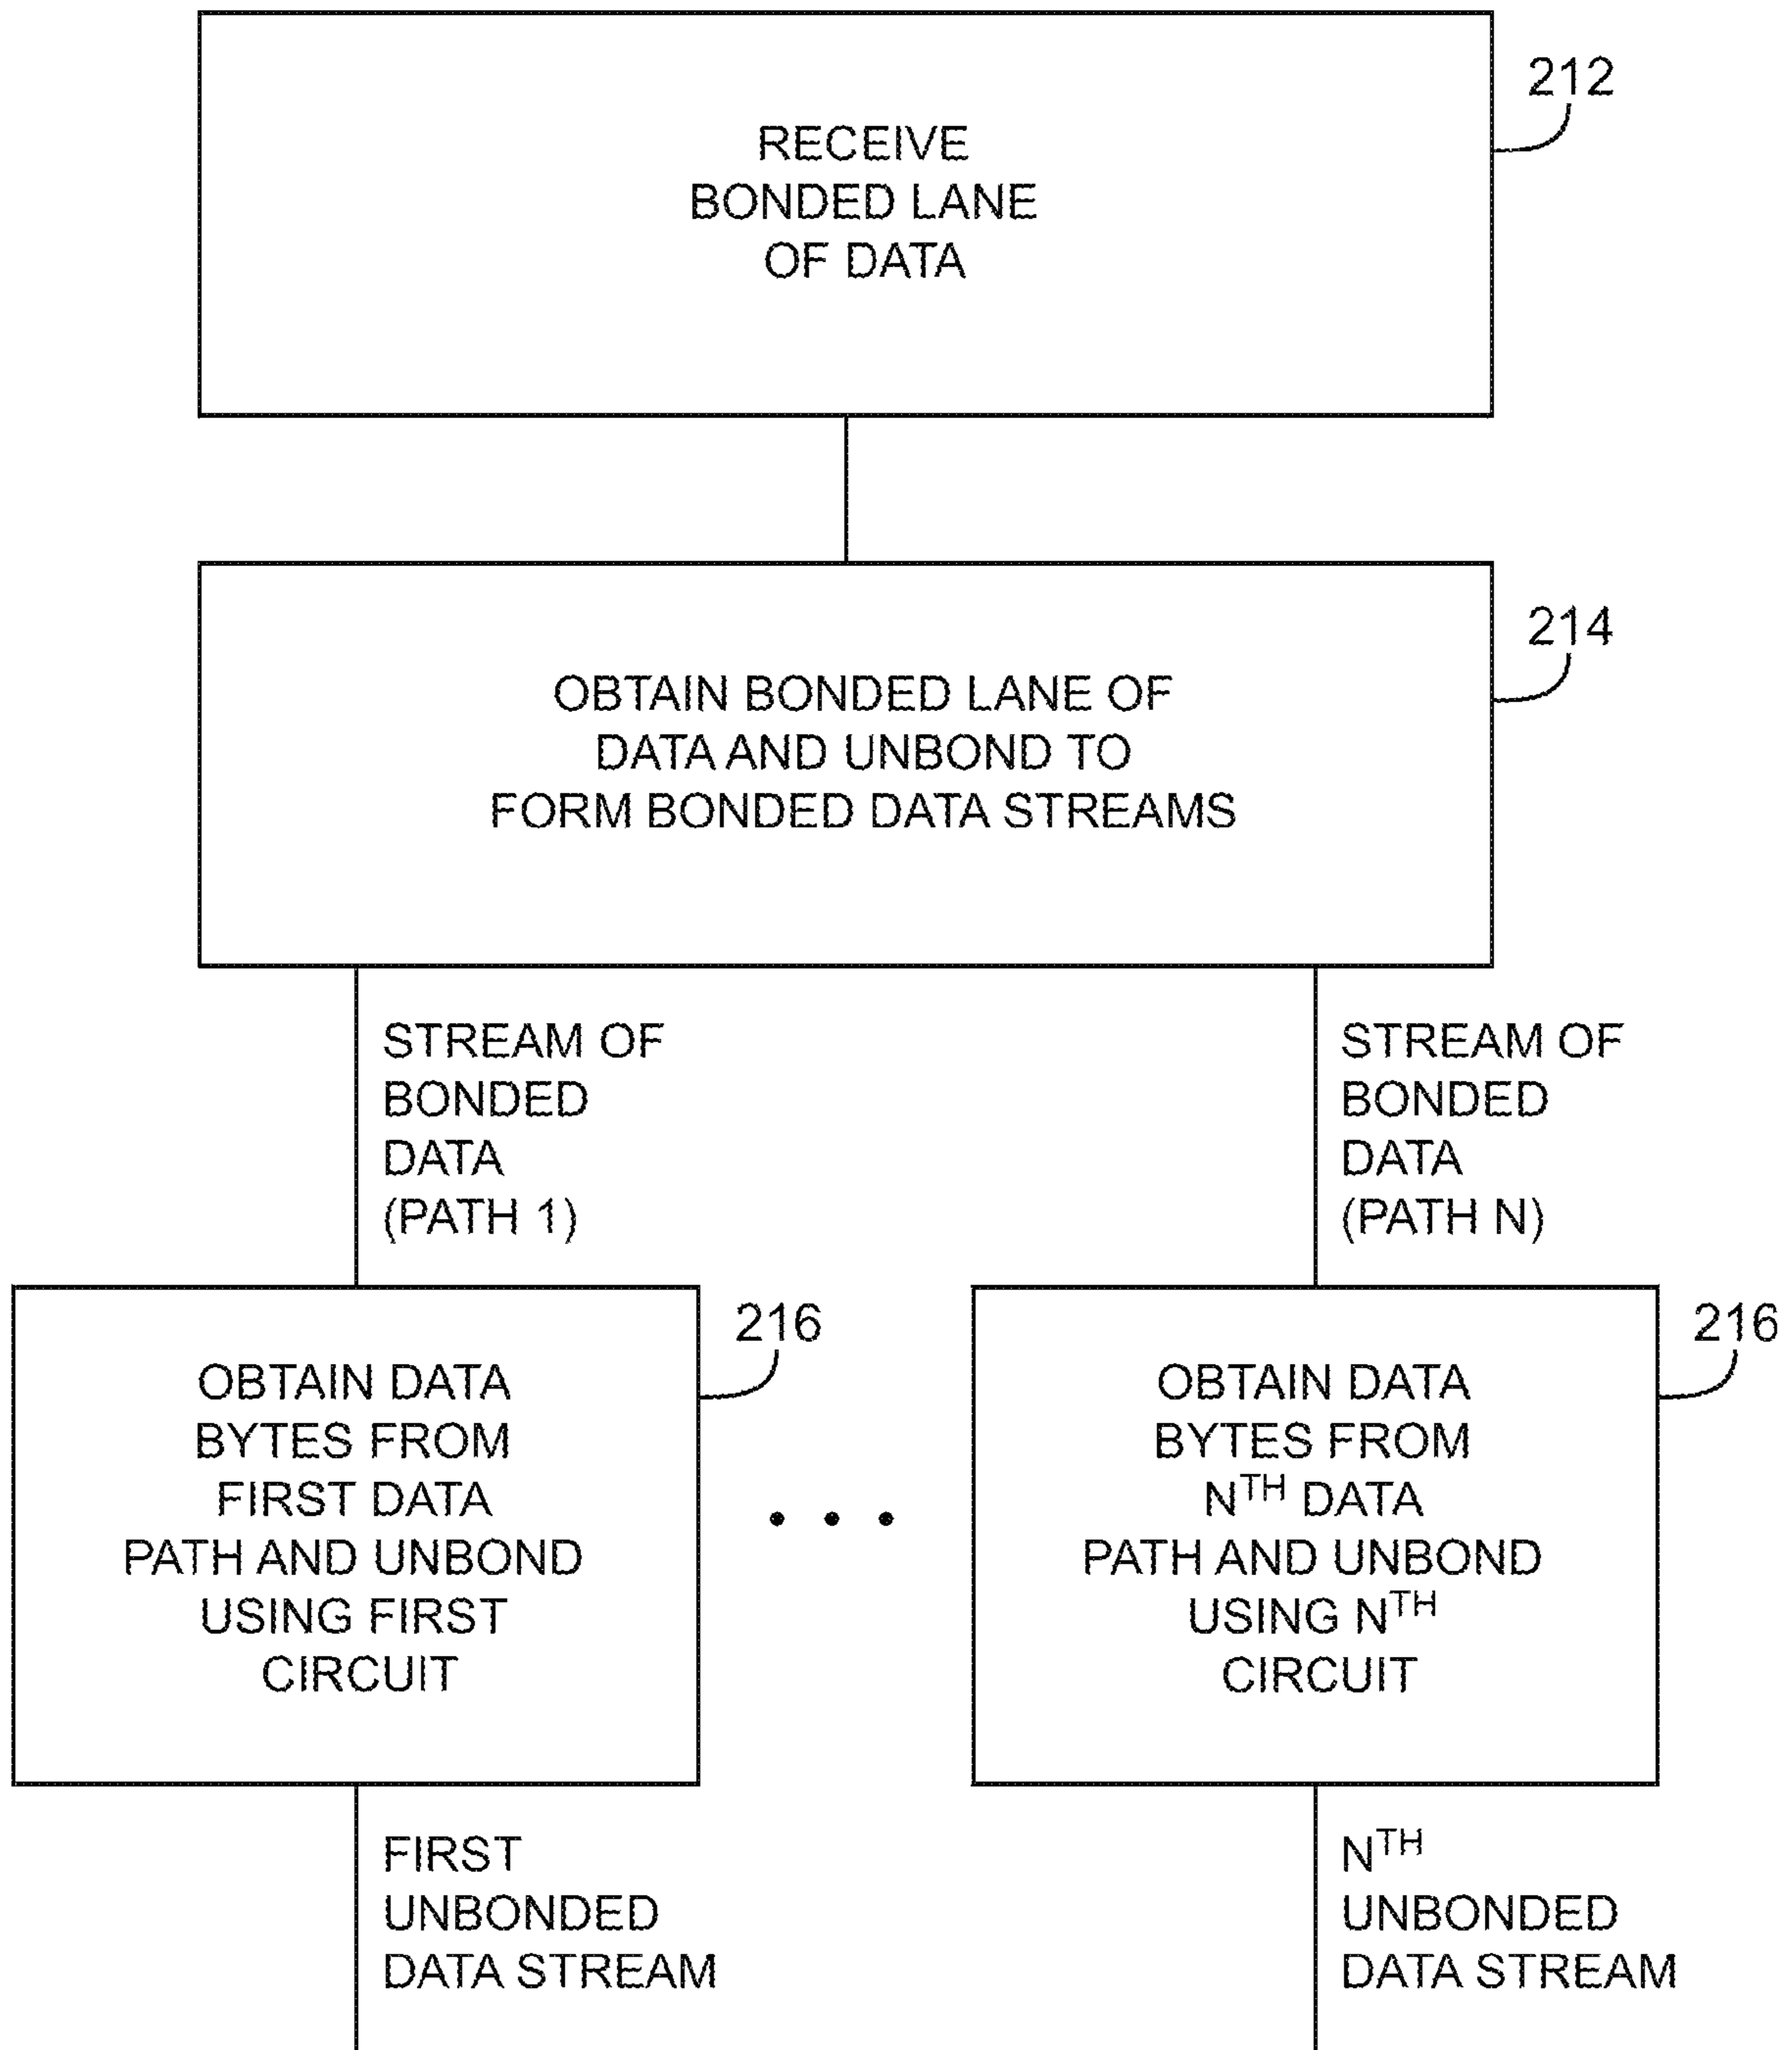 RECEIVE
BONDED LANE
OF DATA
212
OBTAIN BONDED LANE OF
DATA AND UNBOND TO
FORM BONDED DATA STREAMS
214
STREAM OF
BONDED
DATA
(PATH 1)
STREAM OF
BONDED
DATA
(PATH N)
OBTAIN DATA
BYTES FROM
FIRST DATA
PATH AND UNBOND
USING FIRST
CIRCUIT
216
• • •
OBTAIN DATA
BYTES FROM
Nᵀᴴ DATA
PATH AND UNBOND
USING Nᵀᴴ
CIRCUIT
216
FIRST
UNBONDED
DATA STREAM
Nᵀᴴ
UNBONDED
DATA STREAM